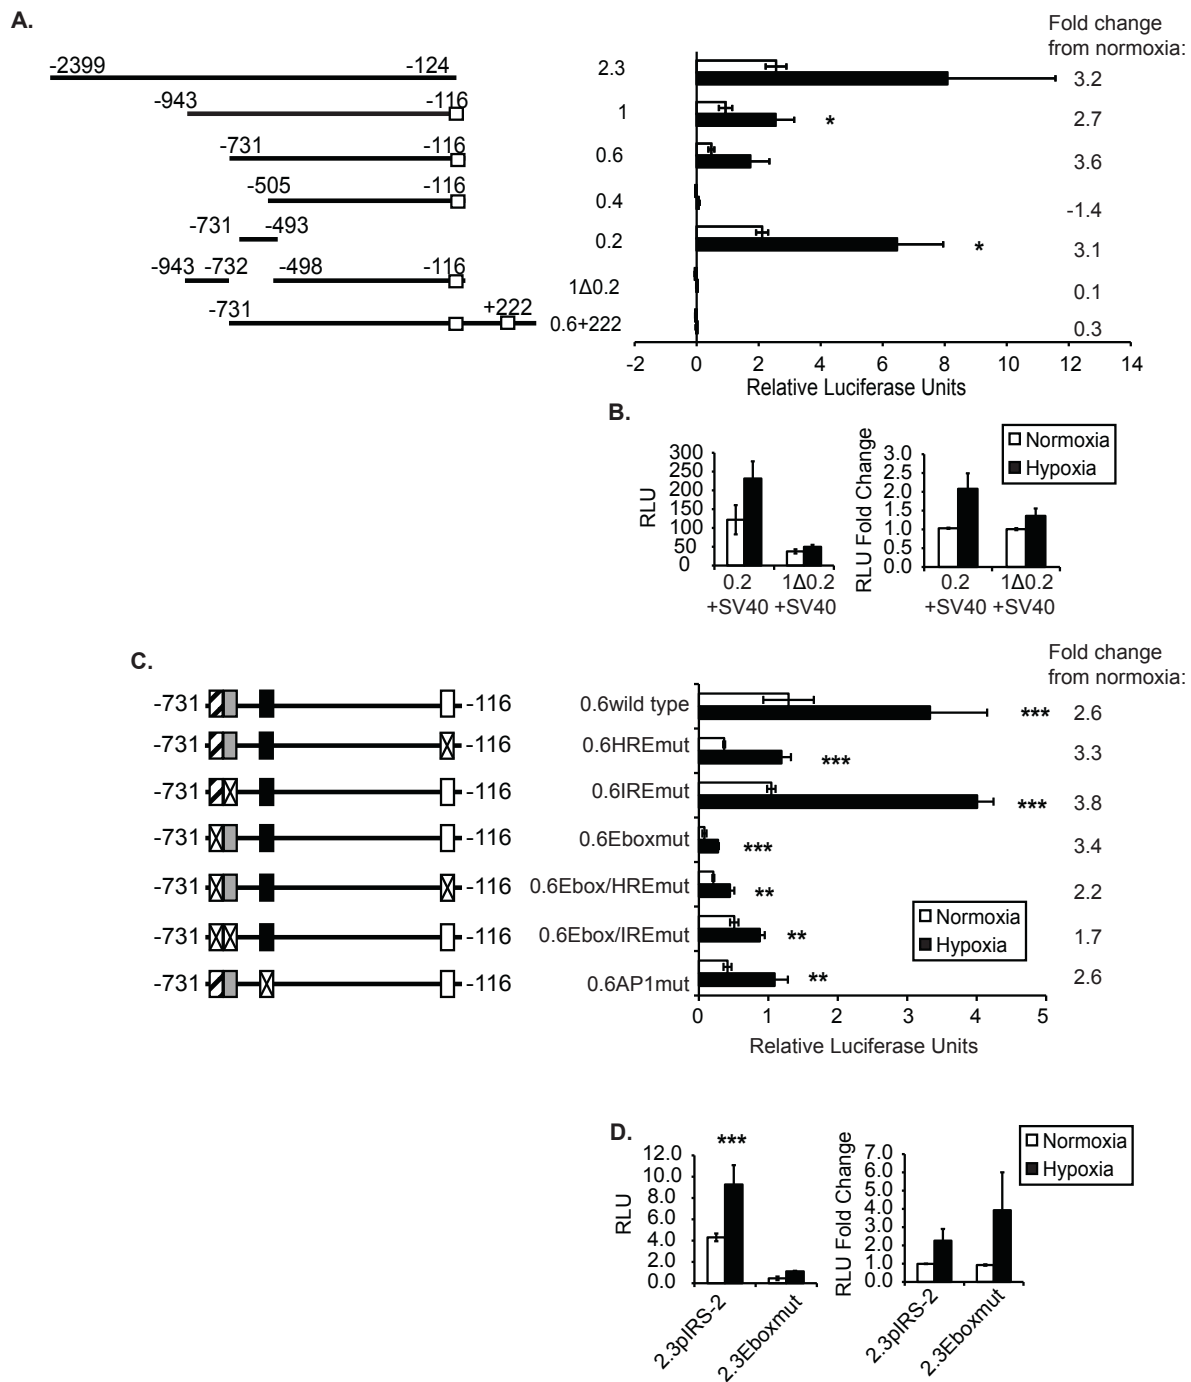 A.
Fold change
from normoxia:
-2399 -124 2.3 3.2
-943 -116 1 * 2.7
-731 -116 0.6 3.6
-505 -116 0.4 -1.4
-731 -493 0.2 * 3.1
-943 -732 -498 -116 1Δ0.2 0.1
-731 +222 0.6+222 0.3
-2 0 2 4 6 8 10 12 14
Relative Luciferase Units
B.
RLU
300
250
200
150
100
50
0
0.2 1Δ0.2
+SV40 +SV40
RLU Fold Change
3.0
2.5
2.0
1.5
1.0
0.5
0.0
0.2 1Δ0.2
+SV40 +SV40
Normoxia
Hypoxia
C.
Fold change
from normoxia:
-731 -116 0.6wild type *** 2.6
-731 -116 0.6HREmut *** 3.3
-731 -116 0.6IREmut *** 3.8
-731 -116 0.6Eboxmut *** 3.4
-731 -116 0.6Ebox/HREmut ** 2.2
-731 -116 0.6Ebox/IREmut ** 1.7
-731 -116 0.6AP1mut ** 2.6
Normoxia
Hypoxia
0 1 2 3 4 5
Relative Luciferase Units
D.
***
RLU
12.0
10.0
8.0
6.0
4.0
2.0
0.0
2.3pIRS-2
2.3Eboxmut
RLU Fold Change
7.0
6.0
5.0
4.0
3.0
2.0
1.0
0.0
2.3pIRS-2
2.3Eboxmut
Normoxia
Hypoxia